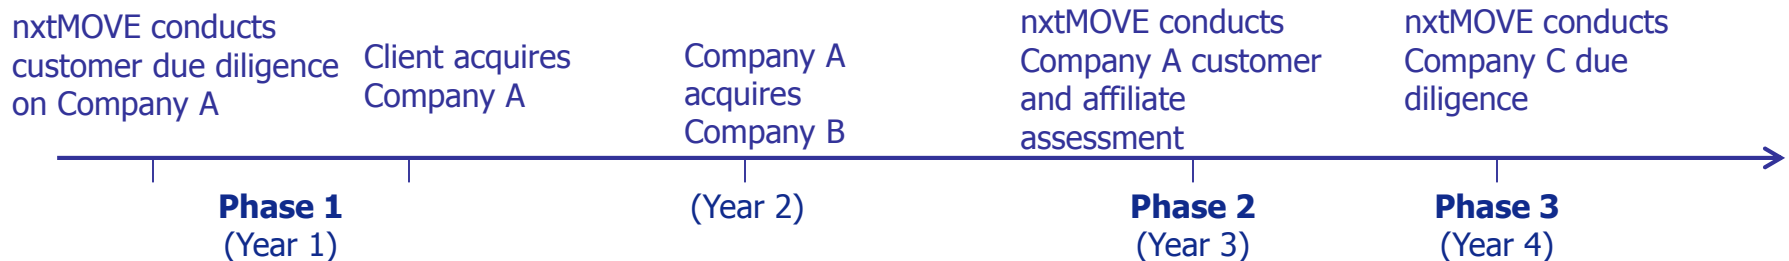 nxtMOVE conducts
customer due diligence
on Company A
Client acquires
Company A
Company A
acquires
Company B
nxtMOVE conducts
Company A customer
and affiliate
assessment
nxtMOVE conducts
Company C due
diligence
Phase 1
(Year 1)
(Year 2)
Phase 2
(Year 3)
Phase 3
(Year 4)